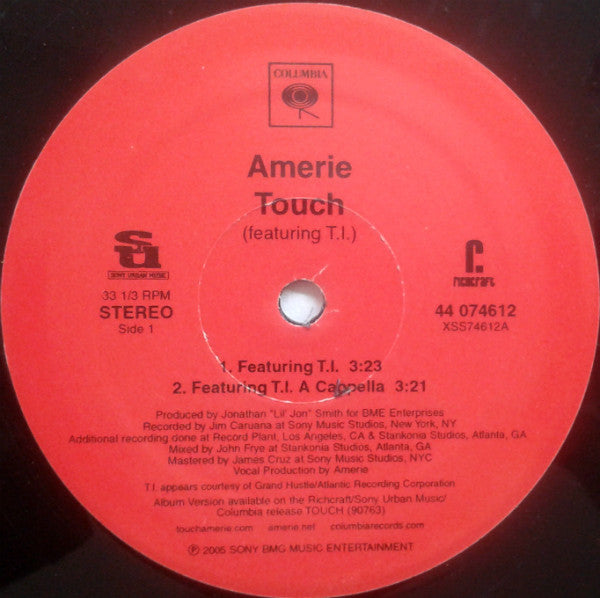 COLUMBIA
Amerie
Touch
(featuring T.I.)
su
SONY URBAN MUSIC
r.
richcraft
33 1/3 RPM
STEREO
Side 1
44 074612
XSS74612A
1. Featuring T.I. 3:23
2. Featuring T.I. A Cappella 3:21
Produced by Jonathan "Lil' Jon" Smith for BME Enterprises
Recorded by Jim Caruana at Sony Music Studios, New York, NY
Additional recording done at Record Plant, Los Angeles, CA & Stankonia Studios, Atlanta, GA
Mixed by John Frye at Stankonia Studios, Atlanta, GA
Mastered by James Cruz at Sony Music Studios, NYC
Vocal Production by Amerie
T.I. appears courtesy of Grand Hustle/Atlantic Recording Corporation
Album Version available on the Richcraft/Sony Urban Music/
Columbia release TOUCH (90763)
touchamerie.com amerie.net columbiarecords.com
℗ 2005 SONY BMG MUSIC ENTERTAINMENT